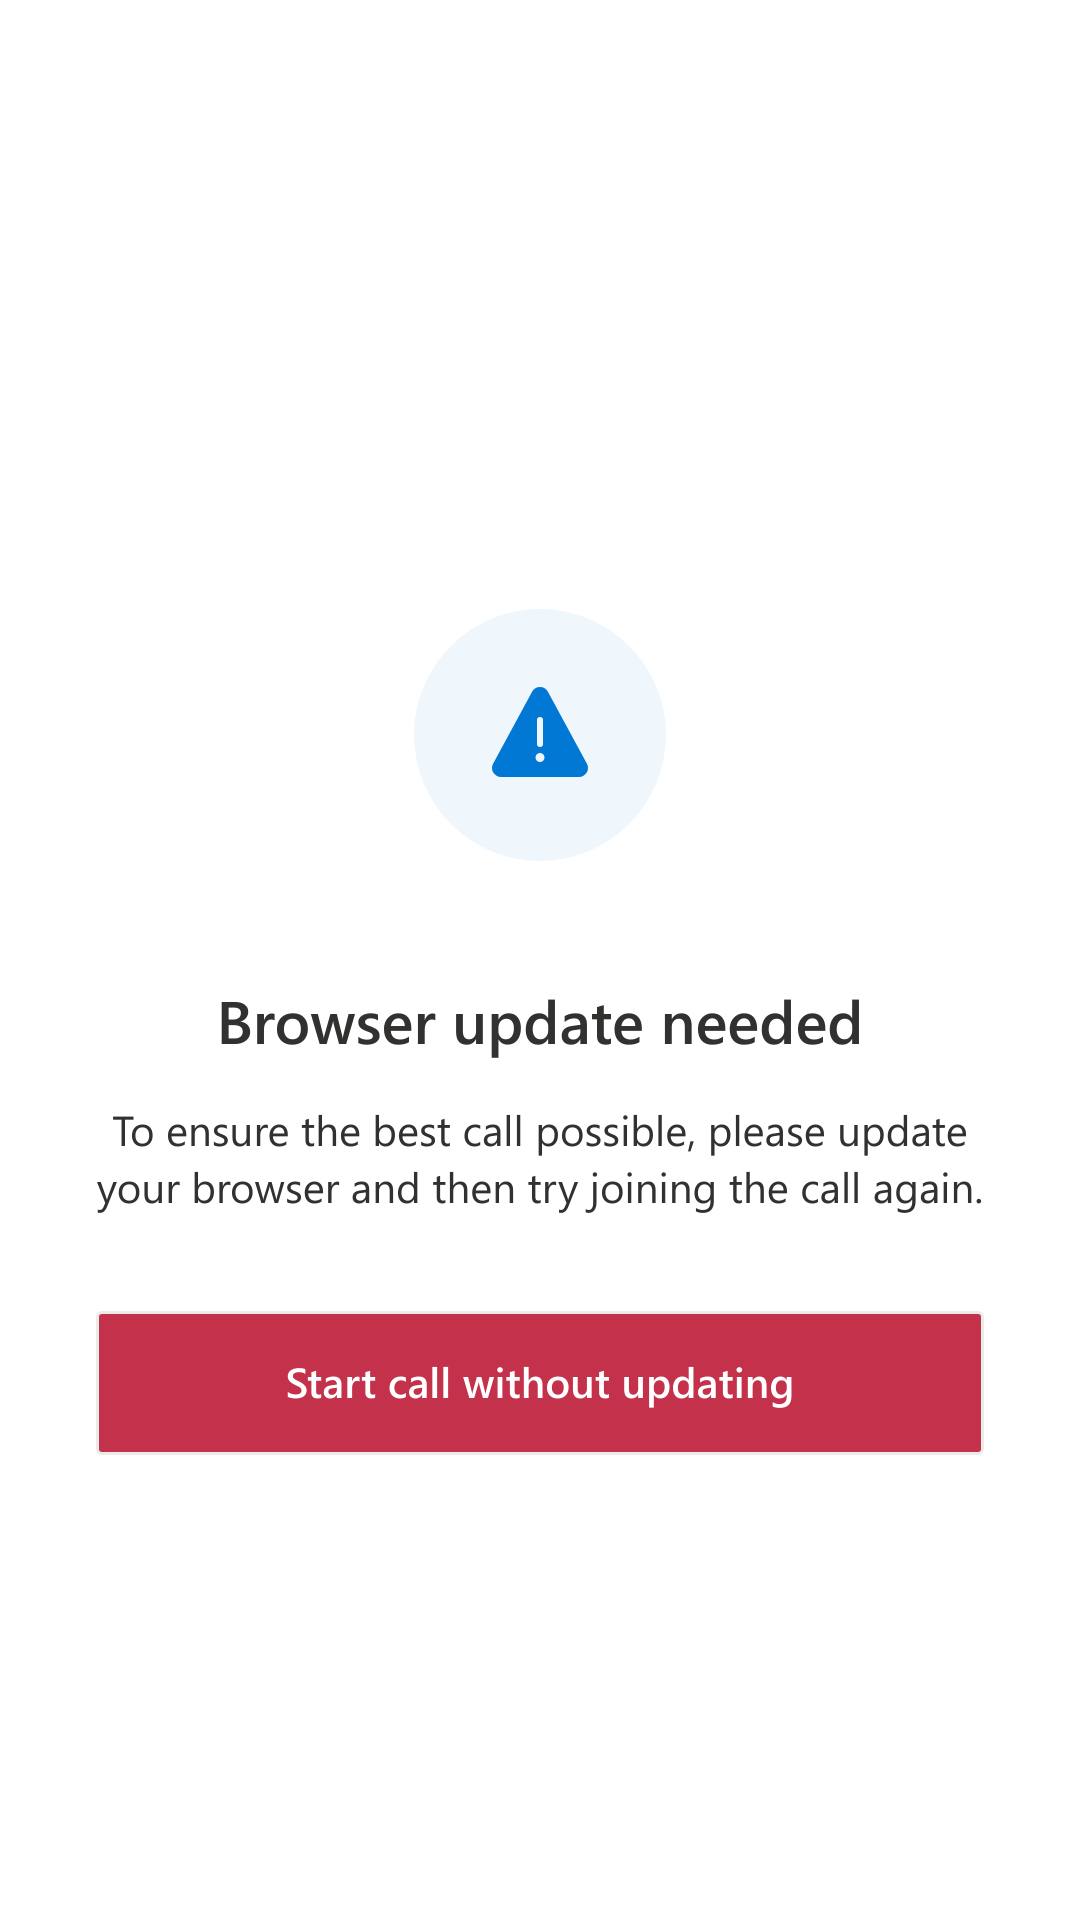 Browser update needed
To ensure the best call possible, please update
your browser and then try joining the call again.
Start call without updating